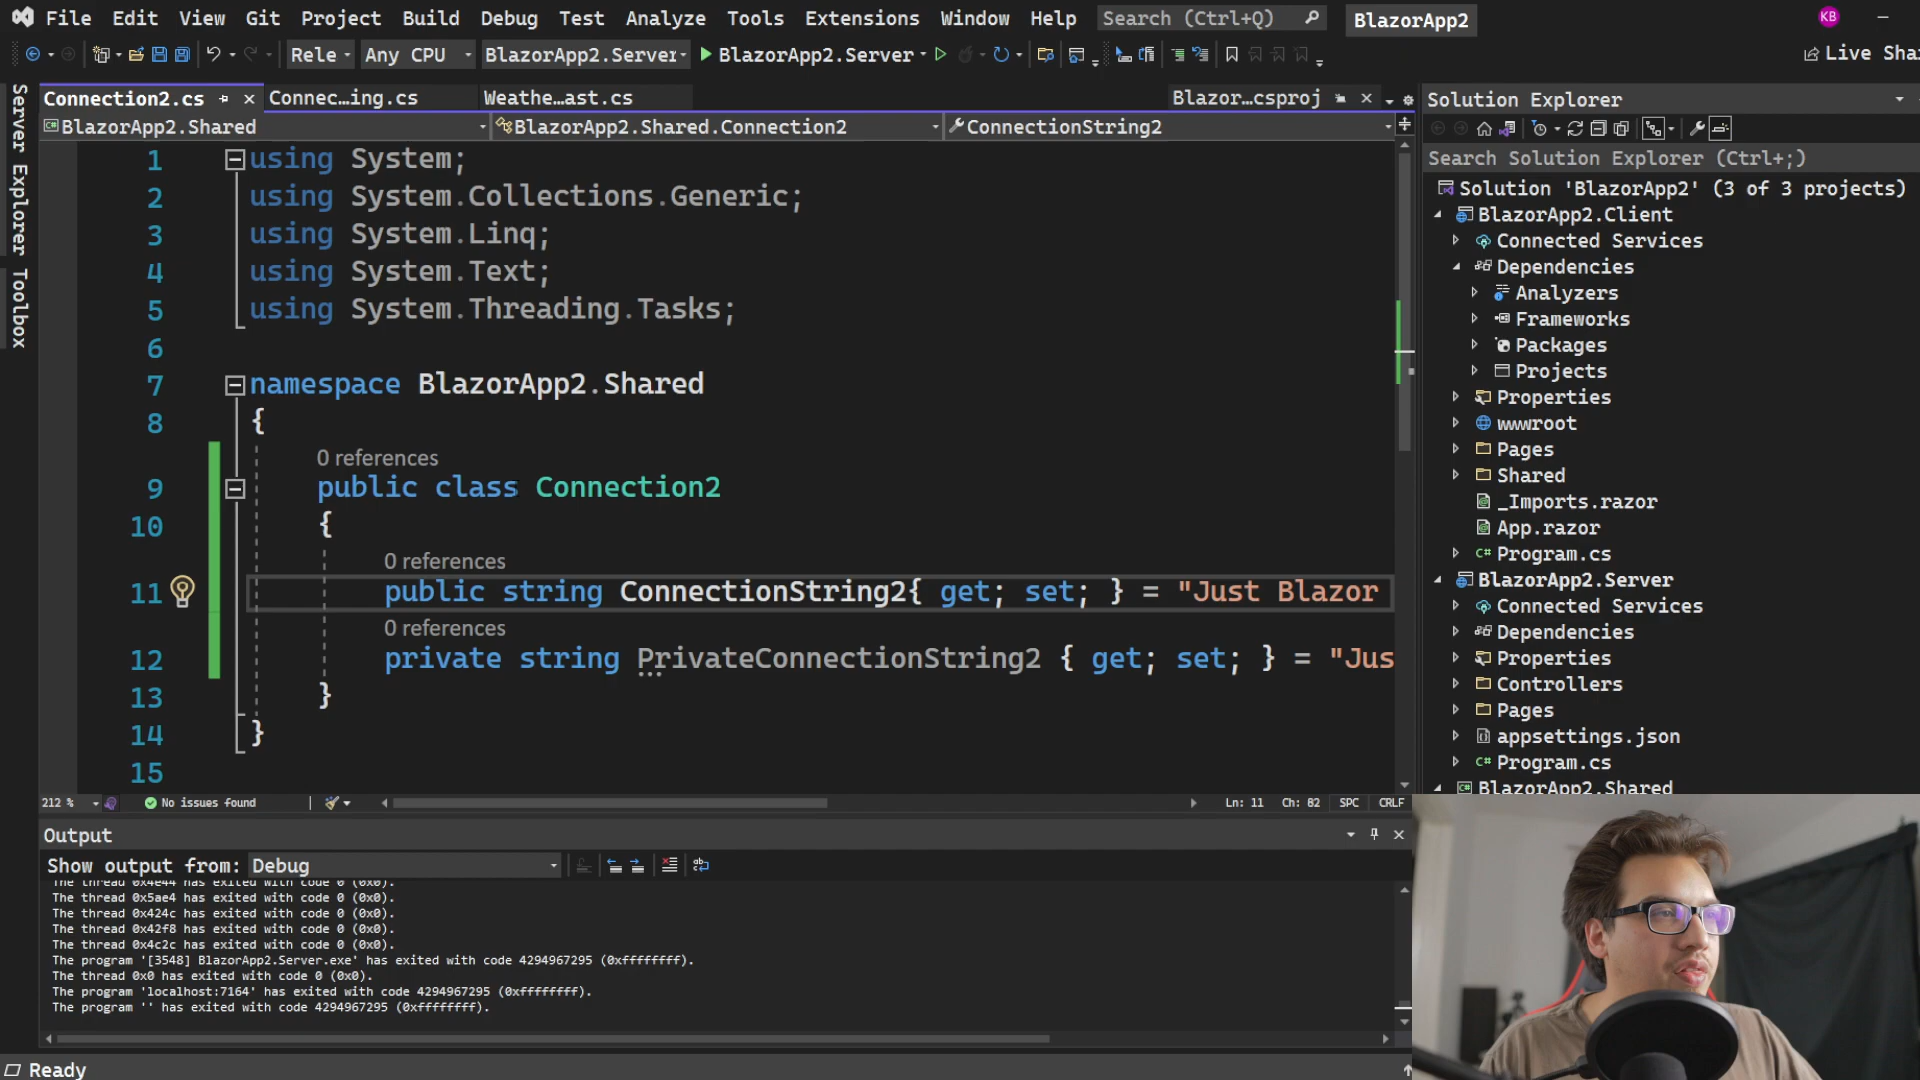 File Edit View Git Project Build Debug Test Analyze Tools Extensions Window Help Search (Ctrl+Q) BlazorApp2 KB
Rele Any CPU BlazorApp2.Server BlazorApp2.Server Live Sha
Server Explorer
Toolbox
Connection2.cs Connec…ing.cs Weathe…ast.cs Blazor…csproj
BlazorApp2.Shared BlazorApp2.Shared.Connection2 ConnectionString2
1 using System;
2 using System.Collections.Generic;
3 using System.Linq;
4 using System.Text;
5 using System.Threading.Tasks;
6
7 namespace BlazorApp2.Shared
8 {
0 references
9 public class Connection2
10 {
0 references
11 public string ConnectionString2{ get; set; } = "Just Blazor
0 references
12 private string PrivateConnectionString2 { get; set; } = "Jus
13 }
14 }
15
212 % No issues found Ln: 11 Ch: 82 SPC CRLF
Output
Show output from: Debug
The thread 0x4e44 has exited with code 0 (0x0).
The thread 0x5ae4 has exited with code 0 (0x0).
The thread 0x424c has exited with code 0 (0x0).
The thread 0x42f8 has exited with code 0 (0x0).
The thread 0x4c2c has exited with code 0 (0x0).
The program '[3548] BlazorApp2.Server.exe' has exited with code 4294967295 (0xffffffff).
The thread 0x0 has exited with code 0 (0x0).
The program 'localhost:7164' has exited with code 4294967295 (0xffffffff).
The program '' has exited with code 4294967295 (0xffffffff).
Ready
Solution Explorer
Search Solution Explorer (Ctrl+;)
Solution 'BlazorApp2' (3 of 3 projects)
BlazorApp2.Client
Connected Services
Dependencies
Analyzers
Frameworks
Packages
Projects
Properties
wwwroot
Pages
Shared
_Imports.razor
App.razor
C# Program.cs
BlazorApp2.Server
Connected Services
Dependencies
Properties
Controllers
Pages
appsettings.json
C# Program.cs
BlazorApp2.Shared